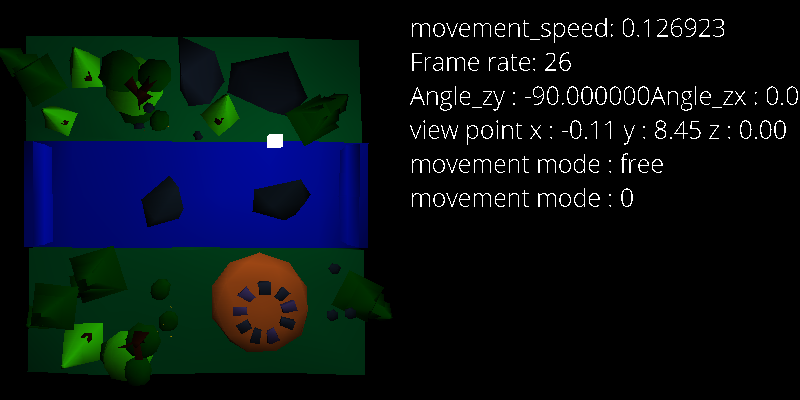 movement_speed: 0.126923
Frame rate: 26
Angle_zy : -90.000000Angle_zx : 0.0
view point x : -0.11 y : 8.45 z : 0.00
movement mode : free
movement mode : 0